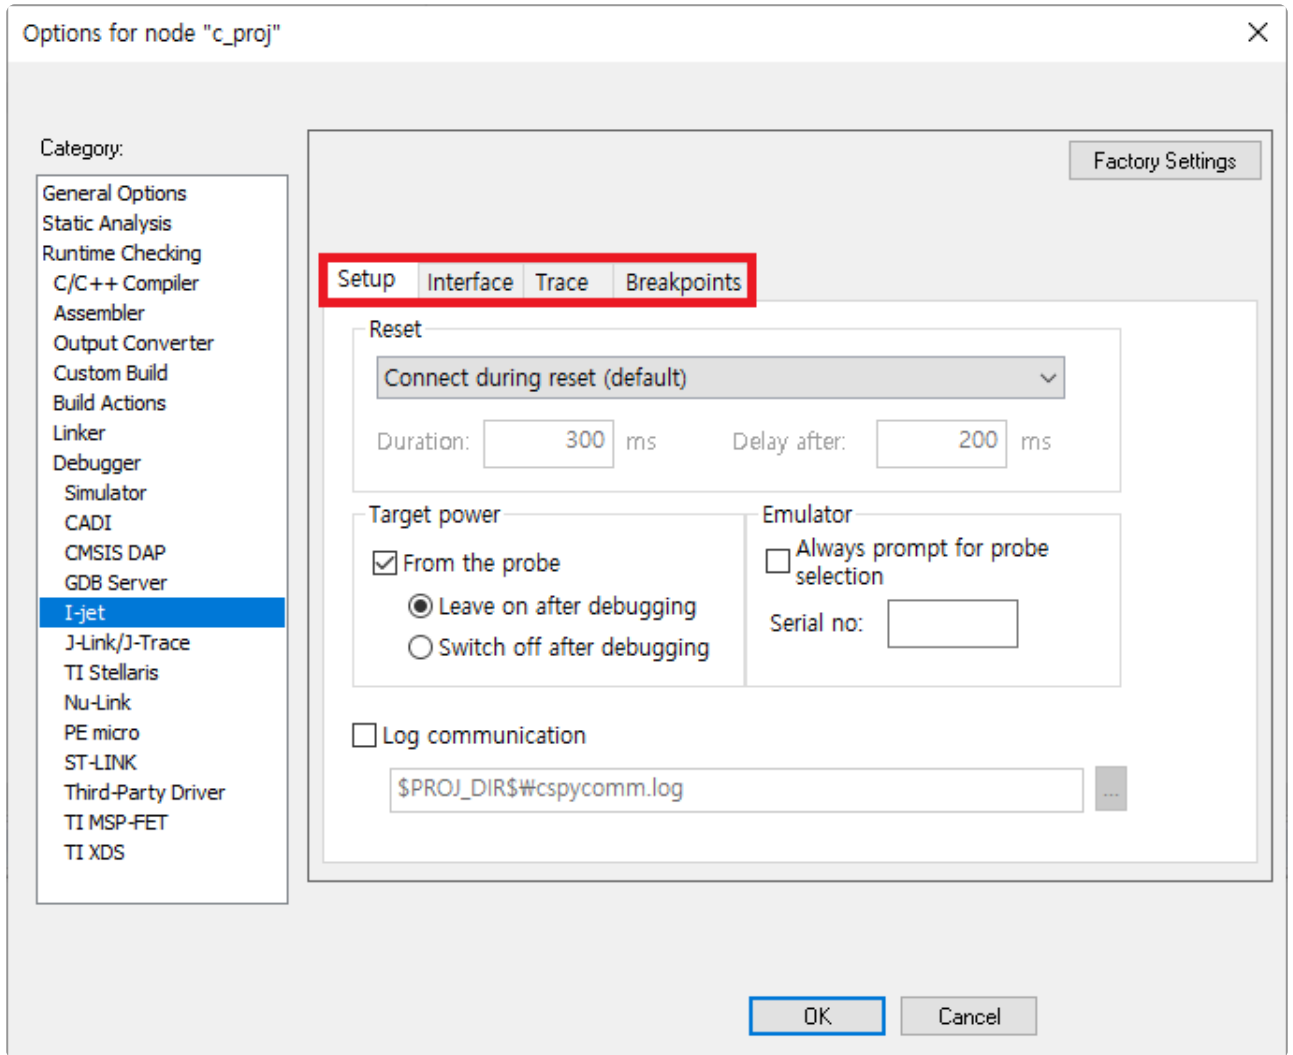 Options for node "c_proj"
Category:
General Options
Static Analysis
Runtime Checking
C/C++ Compiler
Assembler
Output Converter
Custom Build
Build Actions
Linker
Debugger
Simulator
CADI
CMSIS DAP
GDB Server
I-jet
J-Link/J-Trace
TI Stellaris
Nu-Link
PE micro
ST-LINK
Third-Party Driver
TI MSP-FET
TI XDS
Factory Settings
Setup Interface Trace Breakpoints
Reset
Connect during reset (default)
Duration: 300 ms Delay after: 200 ms
Target power
From the probe
Leave on after debugging
Switch off after debugging
Emulator
Always prompt for probe
selection
Serial no:
Log communication
$PROJ_DIR$₩cspycomm.log
...
OK Cancel